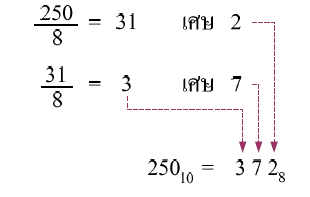 250/8 = 31 เศษ 2
31/8 = 3 เศษ 7
250₁₀ = 3 7 2₈